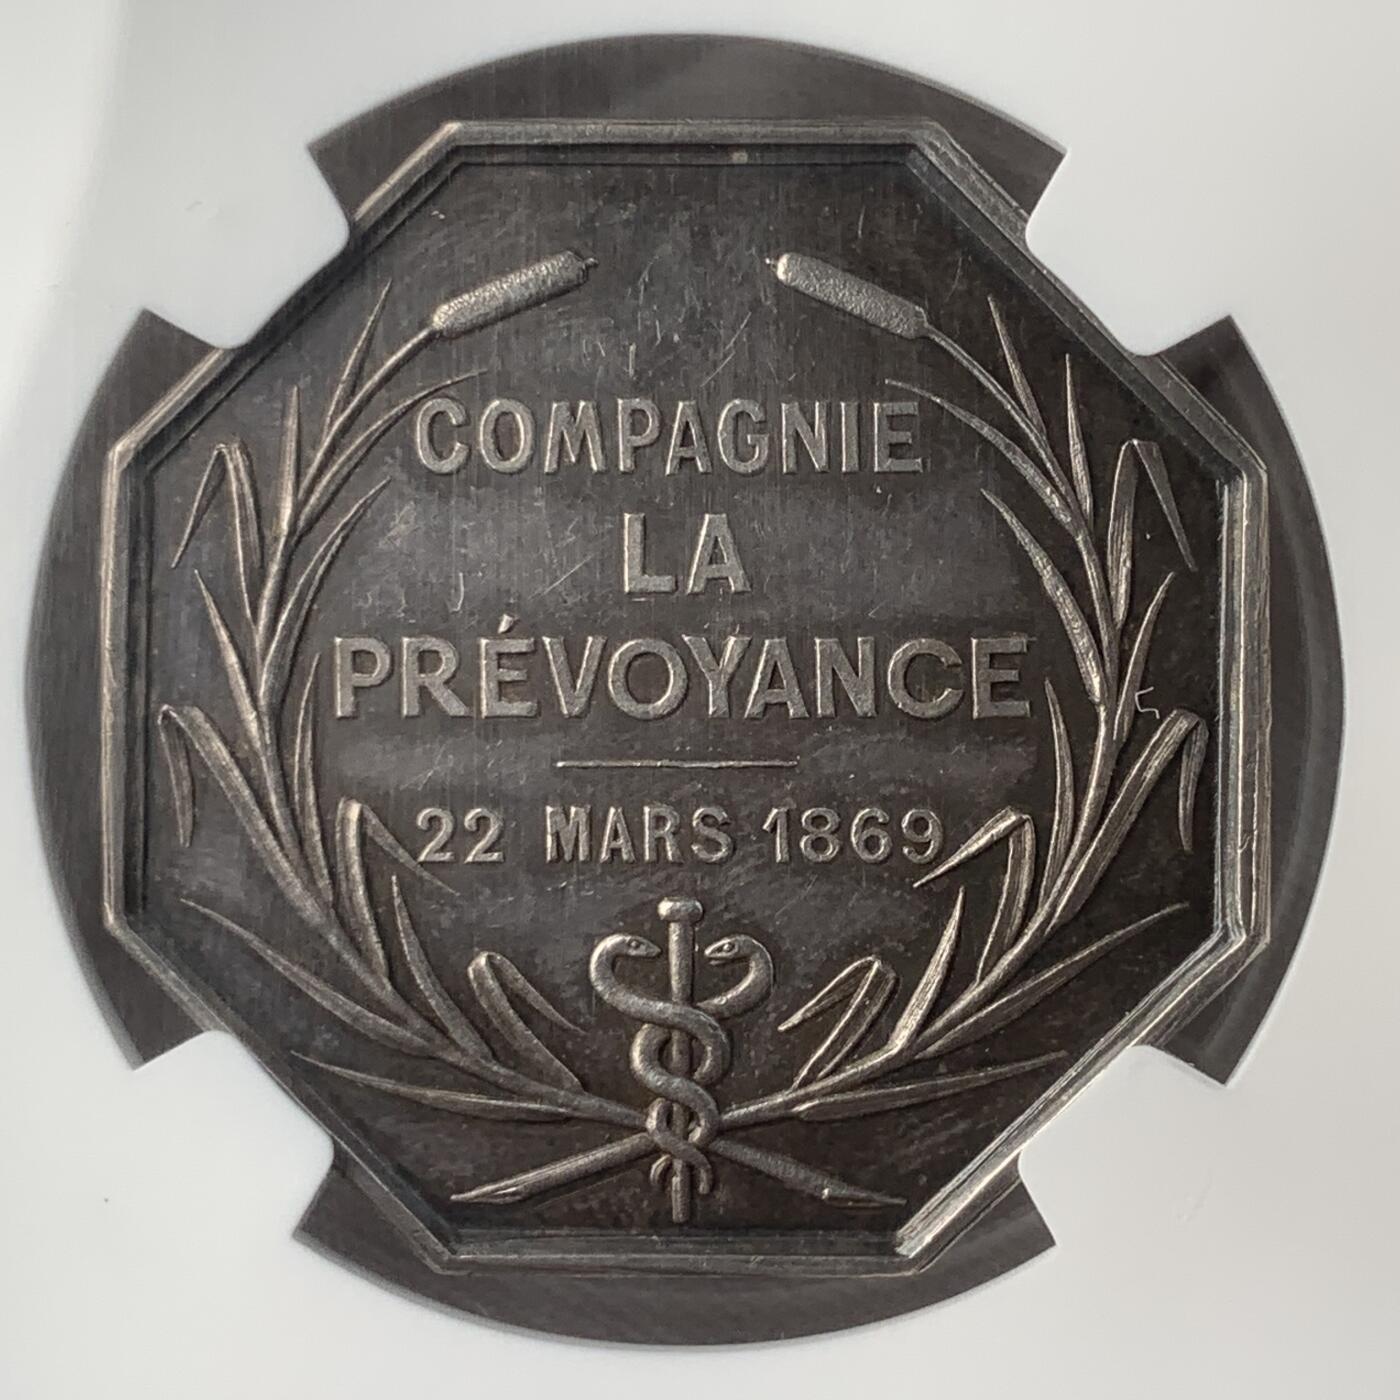 COMPAGNIE
LA
PRÉVOYANCE
22 MARS 1869